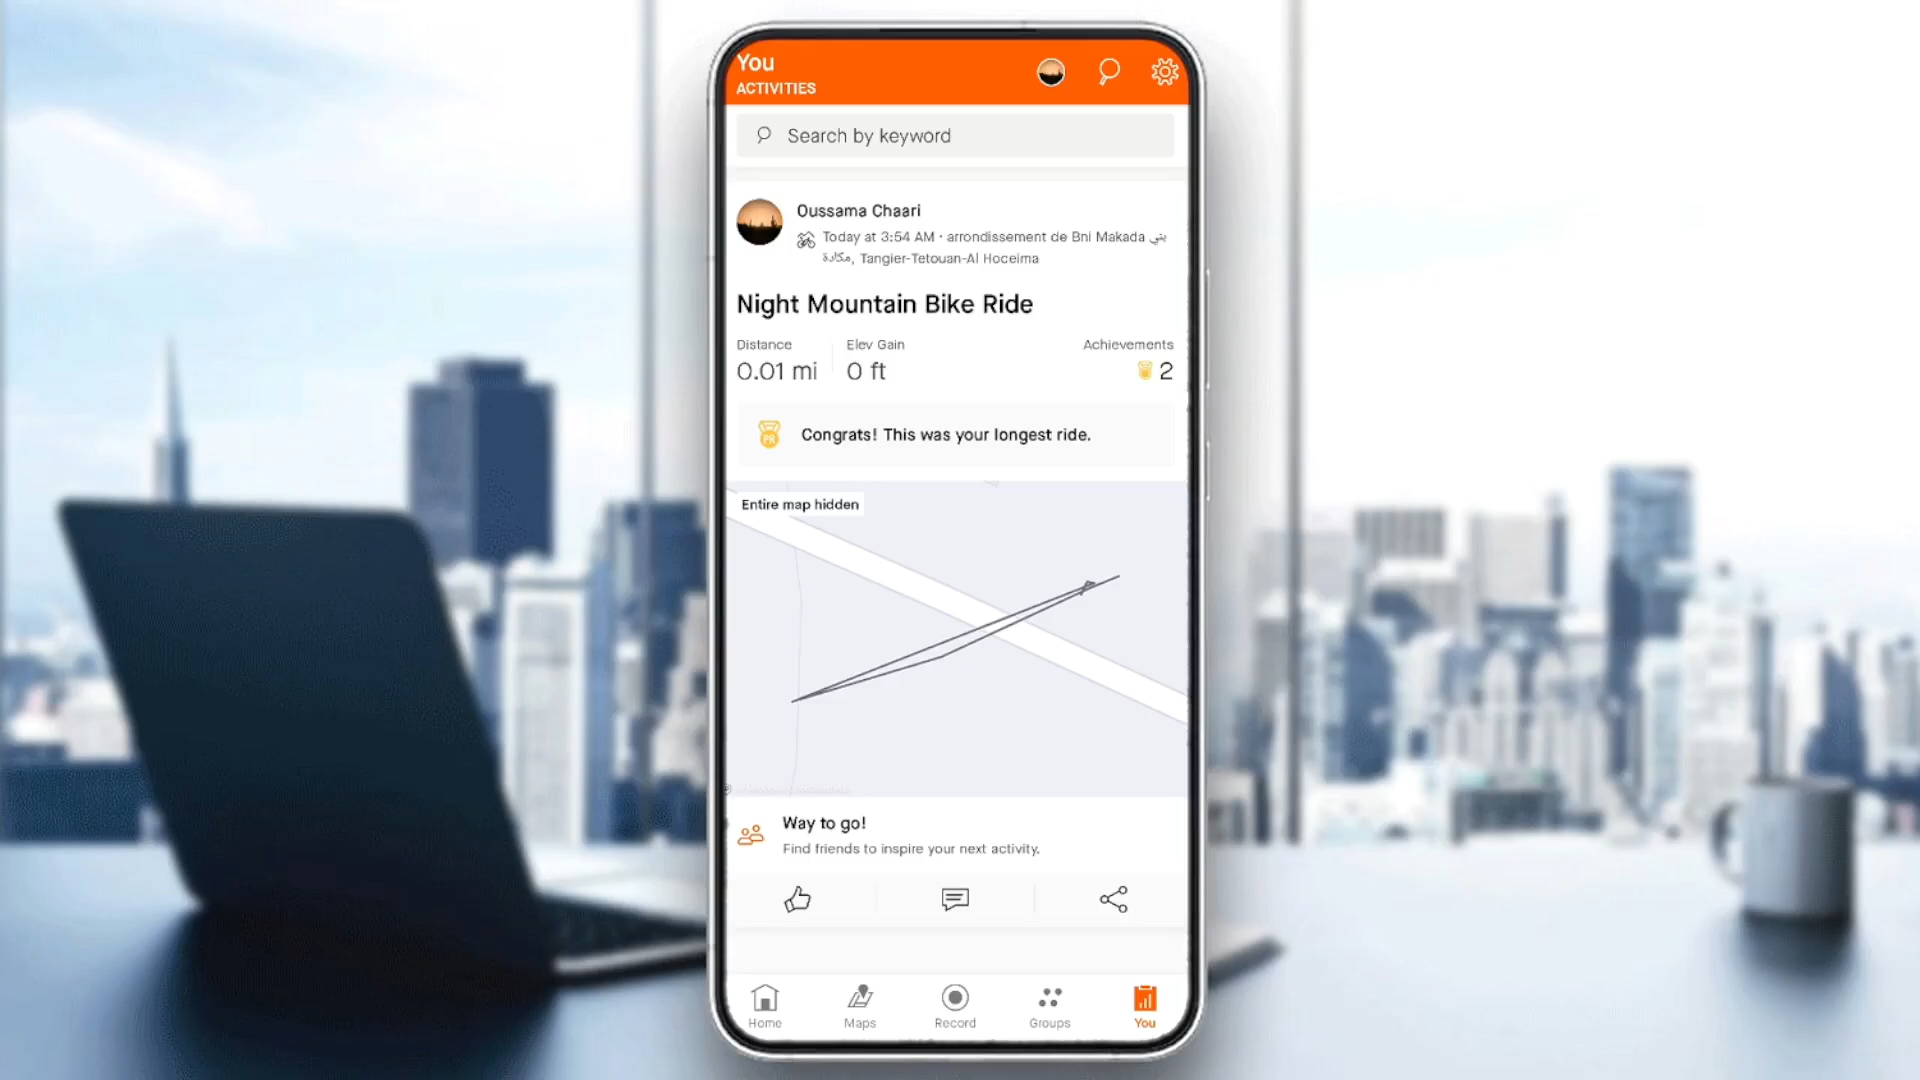 You
ACTIVITIES
Search by keyword
Oussama Chaari
Today at 3:54 AM · arrondissement de Bni Makada بني
مكادة, Tangier-Tetouan-Al Hoceima
Night Mountain Bike Ride
Distance
Elev Gain
Achievements
0.01 mi
0 ft
2
PR
Congrats! This was your longest ride.
Entire map hidden
Way to go!
Find friends to inspire your next activity.
Home
Maps
Record
Groups
You